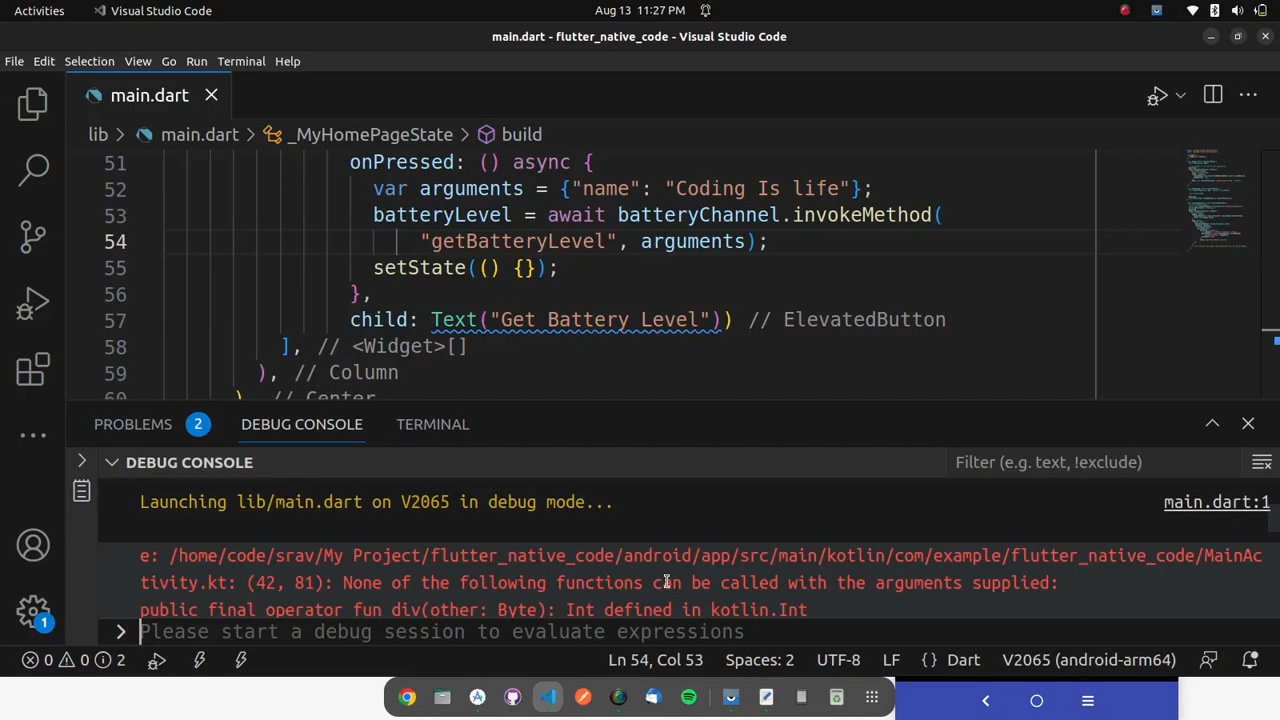 Activities
Visual Studio Code
Aug 13 11:27 PM
main.dart - flutter_native_code - Visual Studio Code
File Edit Selection View Go Run Terminal Help
main.dart
lib > main.dart > _MyHomePageState > build
51 onPressed: () async {
52 var arguments = {"name": "Coding Is life"};
53 batteryLevel = await batteryChannel.invokeMethod(
54 "getBatteryLevel", arguments);
55 setState(() {});
56 },
57 child: Text("Get Battery Level")) // ElevatedButton
58 ], // <Widget>[]
59 ), // Column
60 ) // Center
PROBLEMS 2 DEBUG CONSOLE TERMINAL
DEBUG CONSOLE
Filter (e.g. text, !exclude)
Launching lib/main.dart on V2065 in debug mode...
main.dart:1
e: /home/code/srav/My Project/flutter_native_code/android/app/src/main/kotlin/com/example/flutter_native_code/MainAc
tivity.kt: (42, 81): None of the following functions can be called with the arguments supplied:
public final operator fun div(other: Byte): Int defined in kotlin.Int
> Please start a debug session to evaluate expressions
1
0 0 2
Ln 54, Col 53 Spaces: 2 UTF-8 LF {} Dart V2065 (android-arm64)